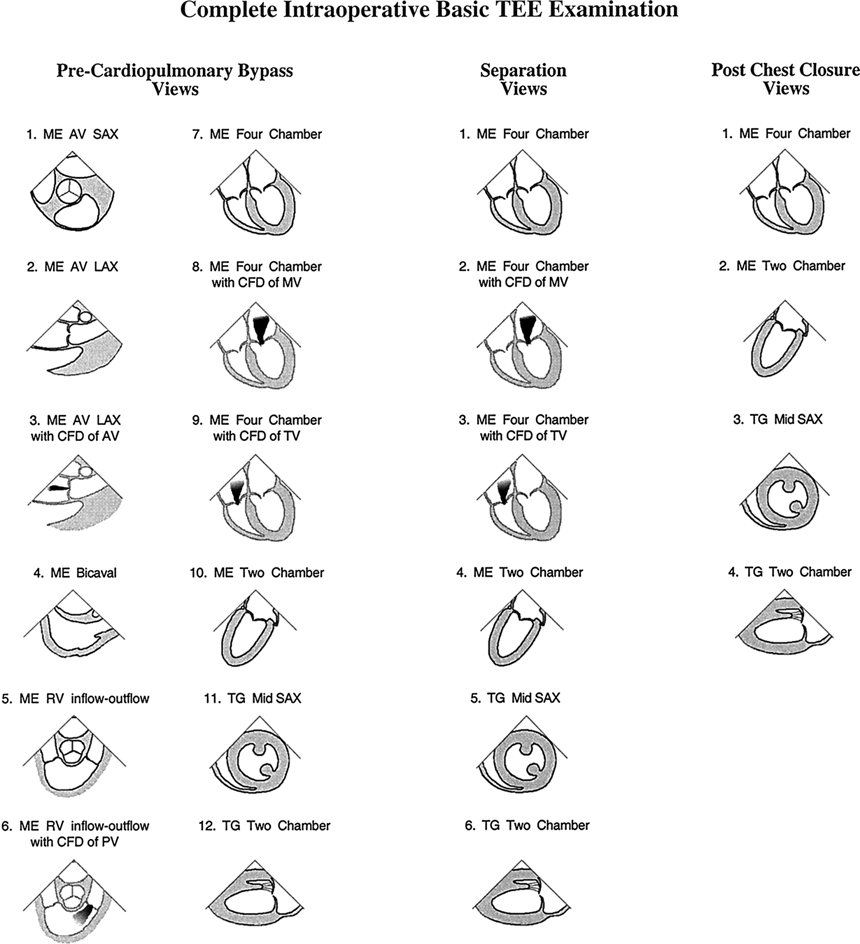 Complete Intraoperative Basic TEE Examination
Pre-Cardiopulmonary Bypass
Views
1. ME AV SAX
2. ME AV LAX
3. ME AV LAX
with CFD of AV
4. ME Bicaval
5. ME RV inflow-outflow
6. ME RV inflow-outflow
with CFD of PV
7. ME Four Chamber
8. ME Four Chamber
with CFD of MV
9. ME Four Chamber
with CFD of TV
10. ME Two Chamber
11. TG Mid SAX
12. TG Two Chamber
Separation
Views
1. ME Four Chamber
2. ME Four Chamber
with CFD of MV
3. ME Four Chamber
with CFD of TV
4. ME Two Chamber
5. TG Mid SAX
6. TG Two Chamber
Post Chest Closure
Views
1. ME Four Chamber
2. ME Two Chamber
3. TG Mid SAX
4. TG Two Chamber